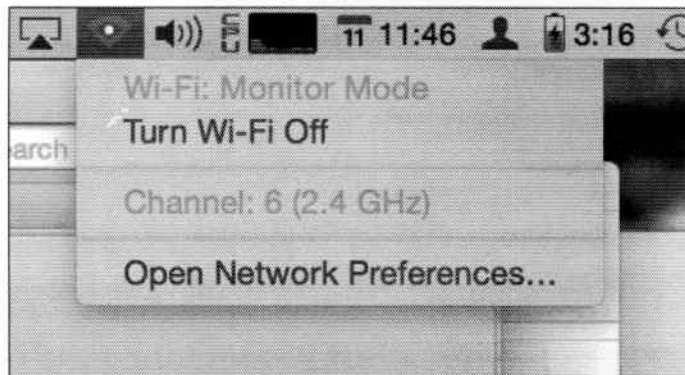 CPU
11 11:46 3:16
Wi-Fi: Monitor Mode
Turn Wi-Fi Off
arch
Channel: 6 (2.4 GHz)
Open Network Preferences...